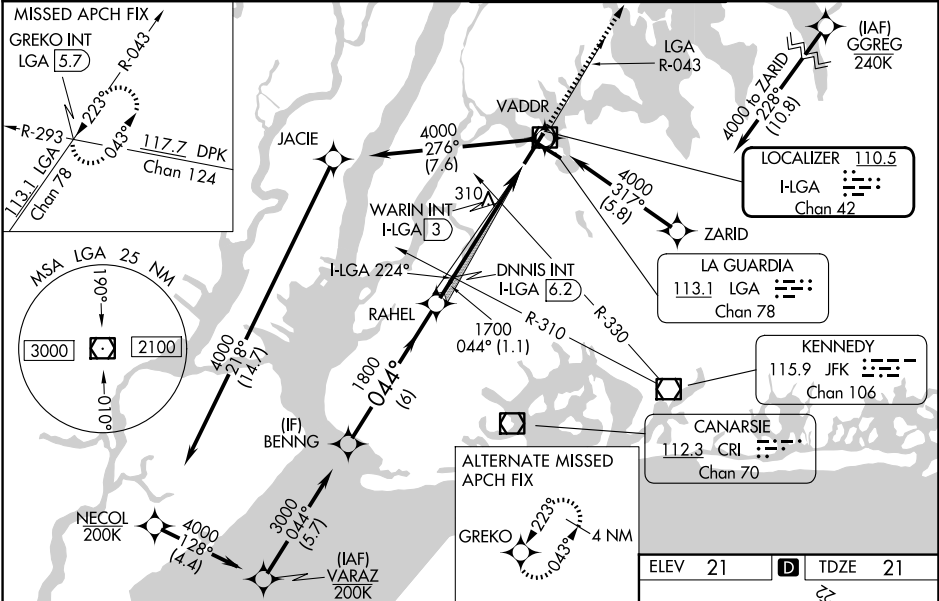 MISSED APCH FIX
GREKO INT
LGA 5.7
R-043
223°
043°
R-293
117.7 DPK
Chan 124
113.1 LGA
Chan 78
MSA LGA 25 NM
190°
3000
2100
010°
JACIE
4000
276°
(7.6)
VADDR
LGA
R-043
(IAF)
GGREG
240K
4000 to ZARID
228°
(10.8)
LOCALIZER 110.5
I-LGA
Chan 42
4000
317°
(5.8)
ZARID
310
WARIN INT
I-LGA 3
I-LGA 224°
DNNIS INT
I-LGA 6.2
LA GUARDIA
113.1 LGA
Chan 78
RAHEL
1700
044° (1.1)
R-310
R-330
KENNEDY
115.9 JFK
Chan 106
4000
218°
(14.7)
1800
044°
(6)
(IF)
BENNG
CANARSIE
112.3 CRI
Chan 70
NECOL
200K
4000
128°
(4.4)
3000
044°
(5.7)
(IAF)
VARAZ
200K
ALTERNATE MISSED
APCH FIX
GREKO
223°
043°
4 NM
ELEV 21
D
TDZE 21
22